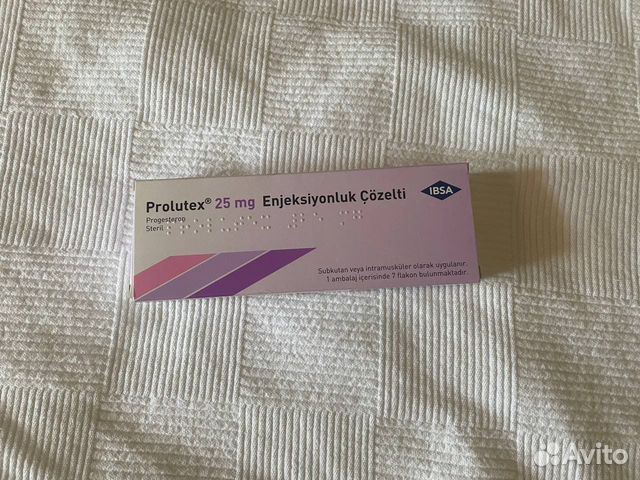 Prolutex® 25 mg Enjeksiyonluk Çözelti
Progesteron
Steril
IBSA
Subkutan veya intramusküler olarak uygulanır.
1 ambalaj içerisinde 7 flakon bulunmaktadır.
Avito